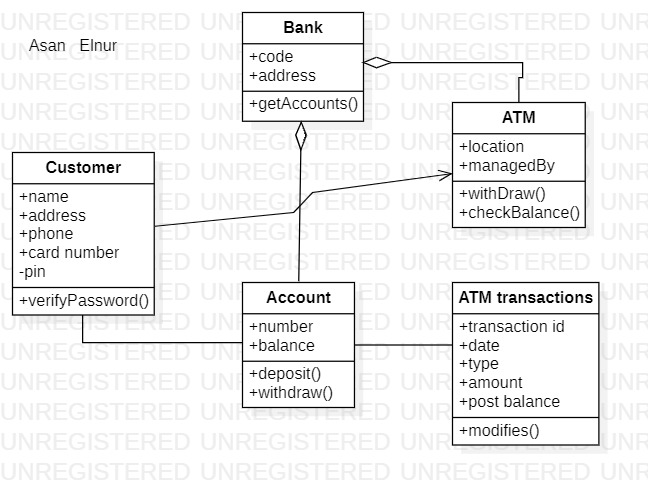 UNREGISTERED UNREGISTERED UNREGISTERED UNREGISTERED
Asan Elnur
Bank
+code
+address
+getAccounts()
ATM
+location
+managedBy
+withDraw()
+checkBalance()
Customer
+name
+address
+phone
+card number
-pin
+verifyPassword()
Account
+number
+balance
+deposit()
+withdraw()
ATM transactions
+transaction id
+date
+type
+amount
+post balance
+modifies()